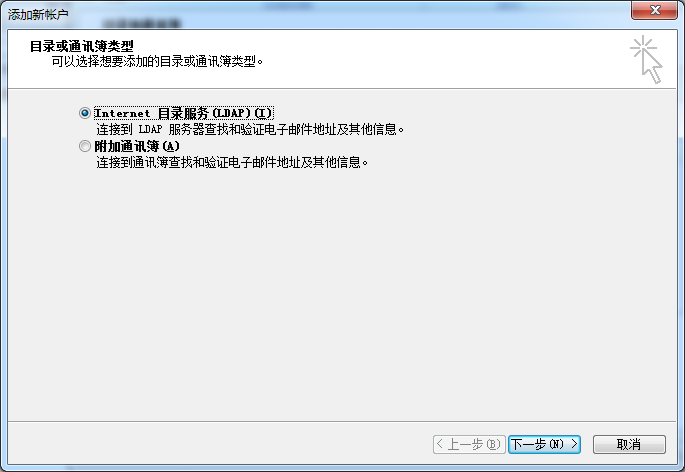 添加新帐户
目录或通讯簿类型
可以选择想要添加的目录或通讯簿类型。
Internet 目录服务(LDAP)(I)
连接到 LDAP 服务器查找和验证电子邮件地址及其他信息。
附加通讯簿(A)
连接到通讯簿查找和验证电子邮件地址及其他信息。
< 上一步(B) 下一步(N) > 取消